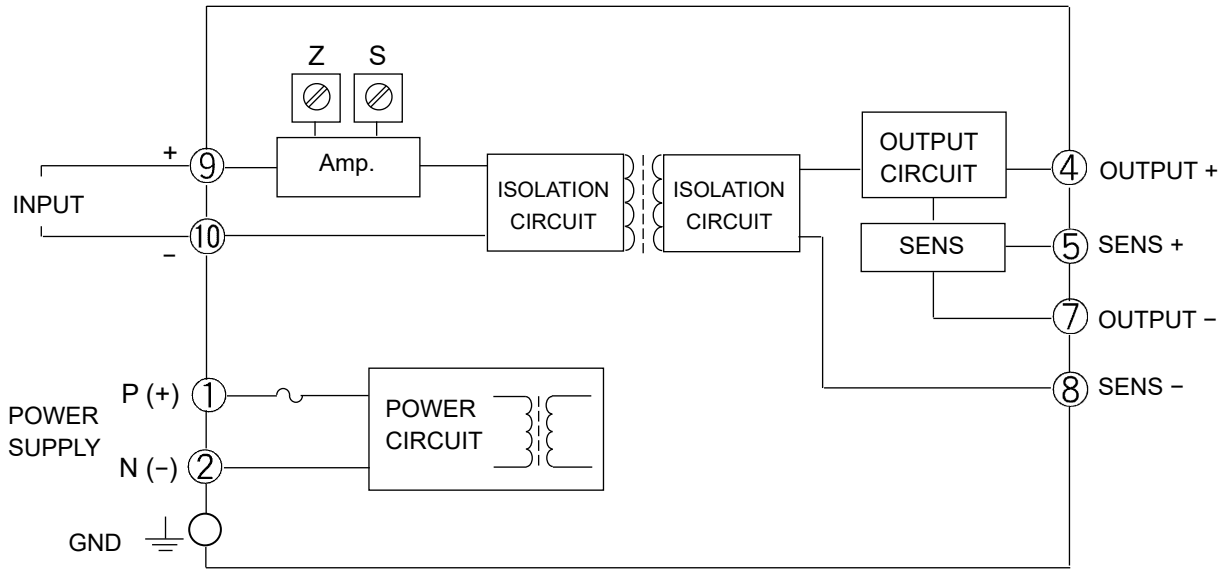 Z
S
+
9
Amp.
INPUT
10
−
ISOLATION
CIRCUIT
ISOLATION
CIRCUIT
OUTPUT
CIRCUIT
4
OUTPUT +
SENS
5
SENS +
7
OUTPUT −
8
SENS −
POWER
SUPPLY
P (+)
1
N (−)
2
POWER
CIRCUIT
GND